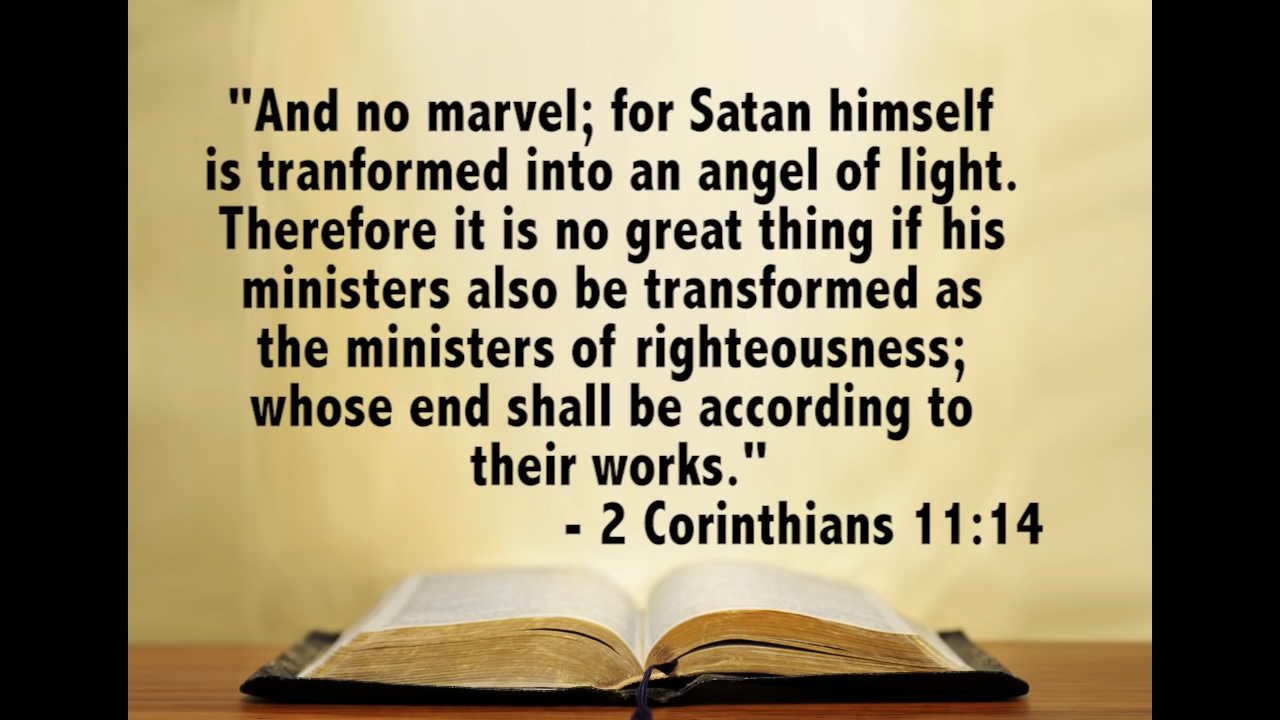 "And no marvel; for Satan himself
is tranformed into an angel of light.
Therefore it is no great thing if his
ministers also be transformed as
the ministers of righteousness;
whose end shall be according to
their works."
- 2 Corinthians 11:14